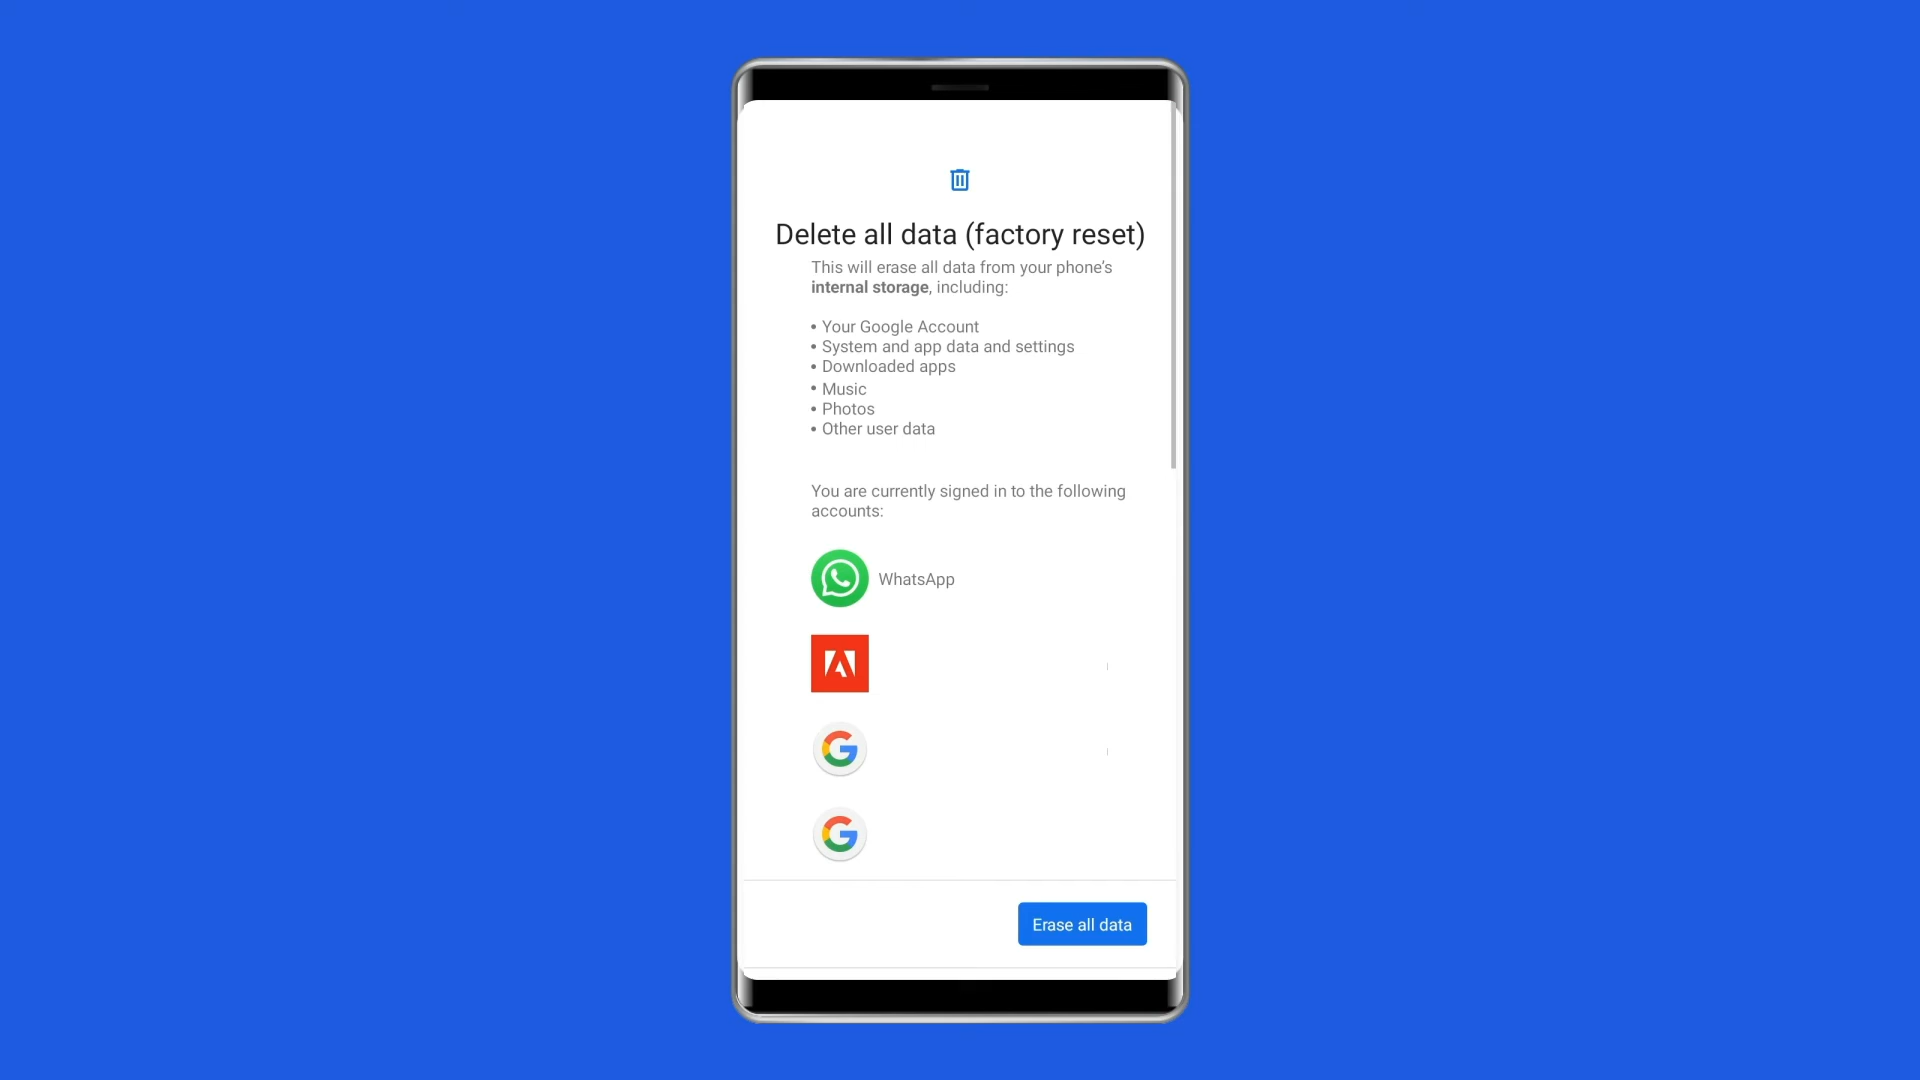 Delete all data (factory reset)
This will erase all data from your phone’s
internal storage, including:
• Your Google Account
• System and app data and settings
• Downloaded apps
• Music
• Photos
• Other user data
You are currently signed in to the following
accounts:
WhatsApp
Erase all data